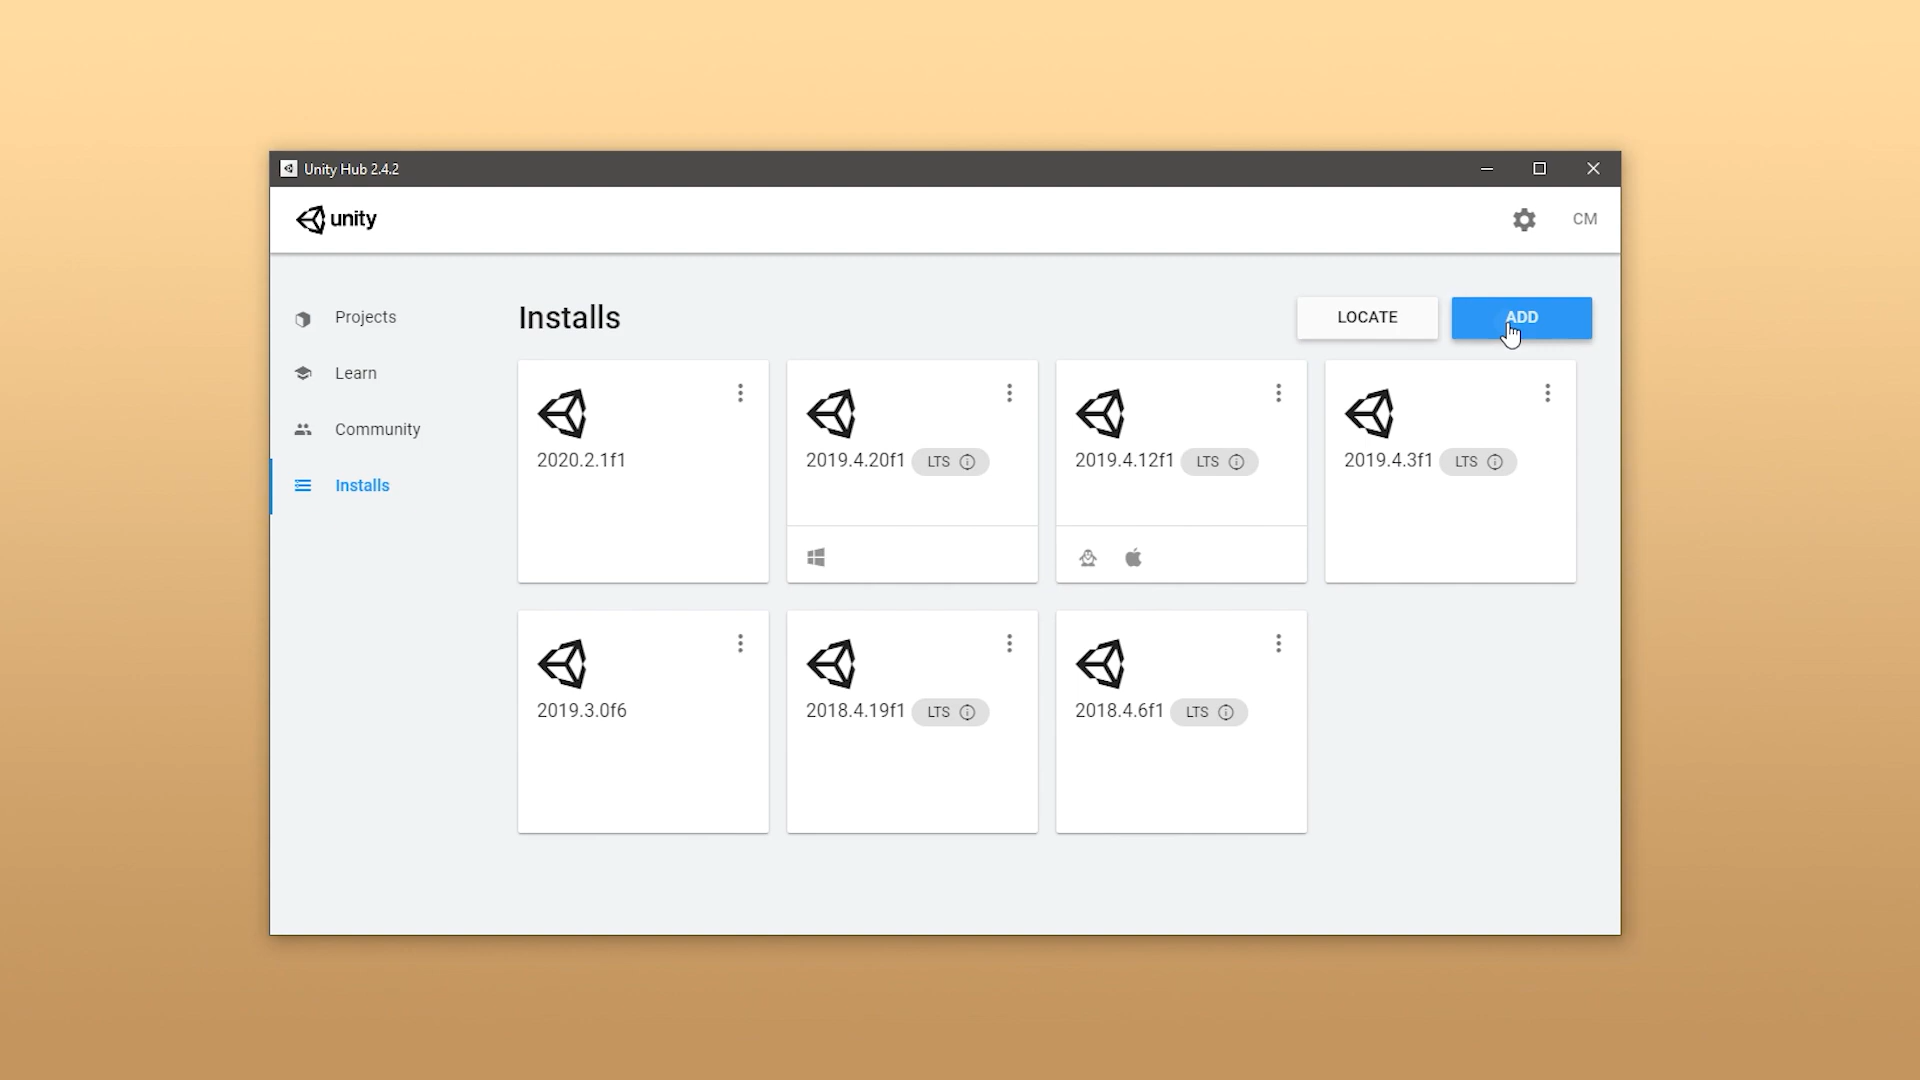 Unity Hub 2.4.2
unity
CM
Projects
Learn
Community
Installs
Installs
LOCATE
ADD
2020.2.1f1
2019.4.20f1 LTS
2019.4.12f1 LTS
2019.4.3f1 LTS
2019.3.0f6
2018.4.19f1 LTS
2018.4.6f1 LTS